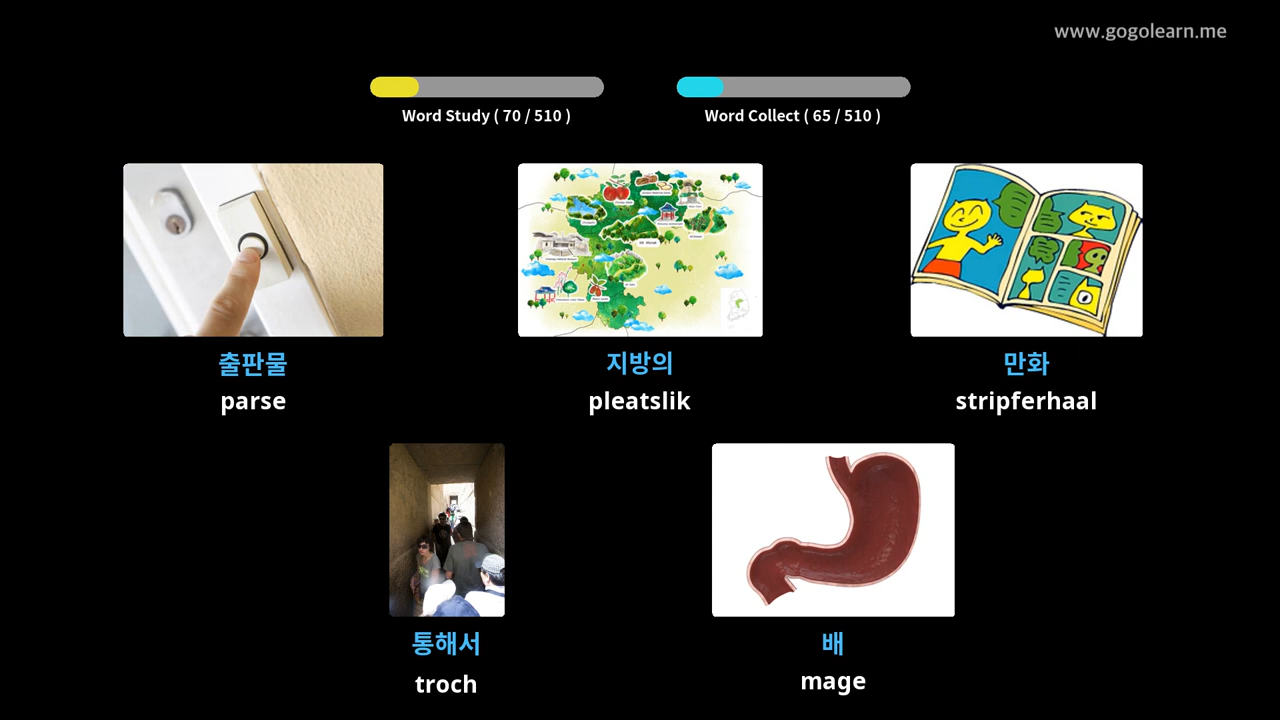 www.gogolearn.me
Word Study ( 70 / 510 )
Word Collect ( 65 / 510 )
출판물
parse
지방의
pleatslik
만화
stripferhaal
통해서
troch
배
mage